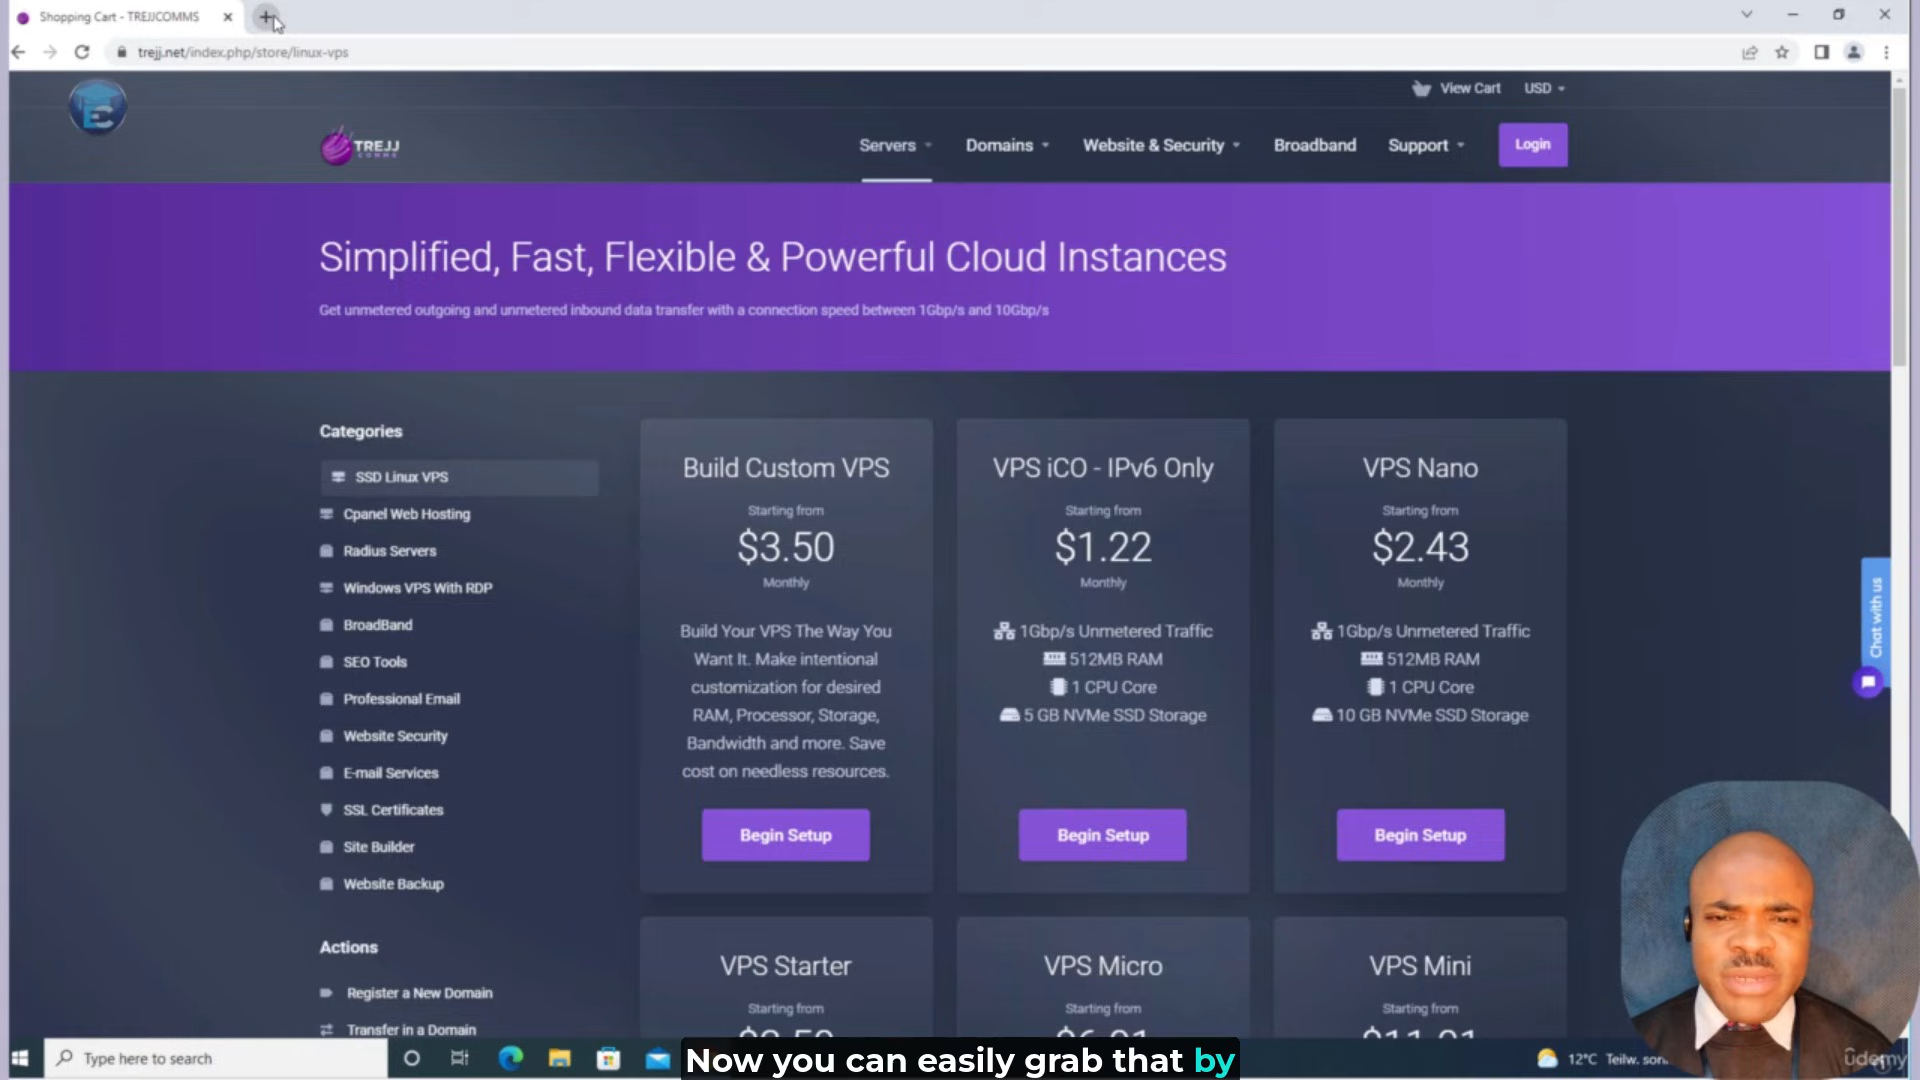 Shopping Cart - TREJJCOMMS
trejj.net/index.php/store/linux-vps
View Cart USD
EC
TREJJ
COMMS
Servers Domains Website & Security Broadband Support Login
Simplified, Fast, Flexible & Powerful Cloud Instances
Get unmetered outgoing and unmetered inbound data transfer with a connection speed between 1Gbp/s and 10Gbp/s
Categories
SSD Linux VPS
Cpanel Web Hosting
Radius Servers
Windows VPS With RDP
BroadBand
SEO Tools
Professional Email
Website Security
E-mail Services
SSL Certificates
Site Builder
Website Backup
Actions
Register a New Domain
Transfer in a Domain
Build Custom VPS
Starting from
$3.50
Monthly
Build Your VPS The Way You
Want It. Make intentional
customization for desired
RAM, Processor, Storage,
Bandwidth and more. Save
cost on needless resources.
Begin Setup
VPS iCO - IPv6 Only
Starting from
$1.22
Monthly
1Gbp/s Unmetered Traffic
512MB RAM
1 CPU Core
5 GB NVMe SSD Storage
Begin Setup
VPS Nano
Starting from
$2.43
Monthly
1Gbp/s Unmetered Traffic
512MB RAM
1 CPU Core
10 GB NVMe SSD Storage
Begin Setup
VPS Starter
Starting from
VPS Micro
Starting from
VPS Mini
Starting from
Chat with us
Type here to search
Now you can easily grab that by
12°C Teilw. son
ûdemy